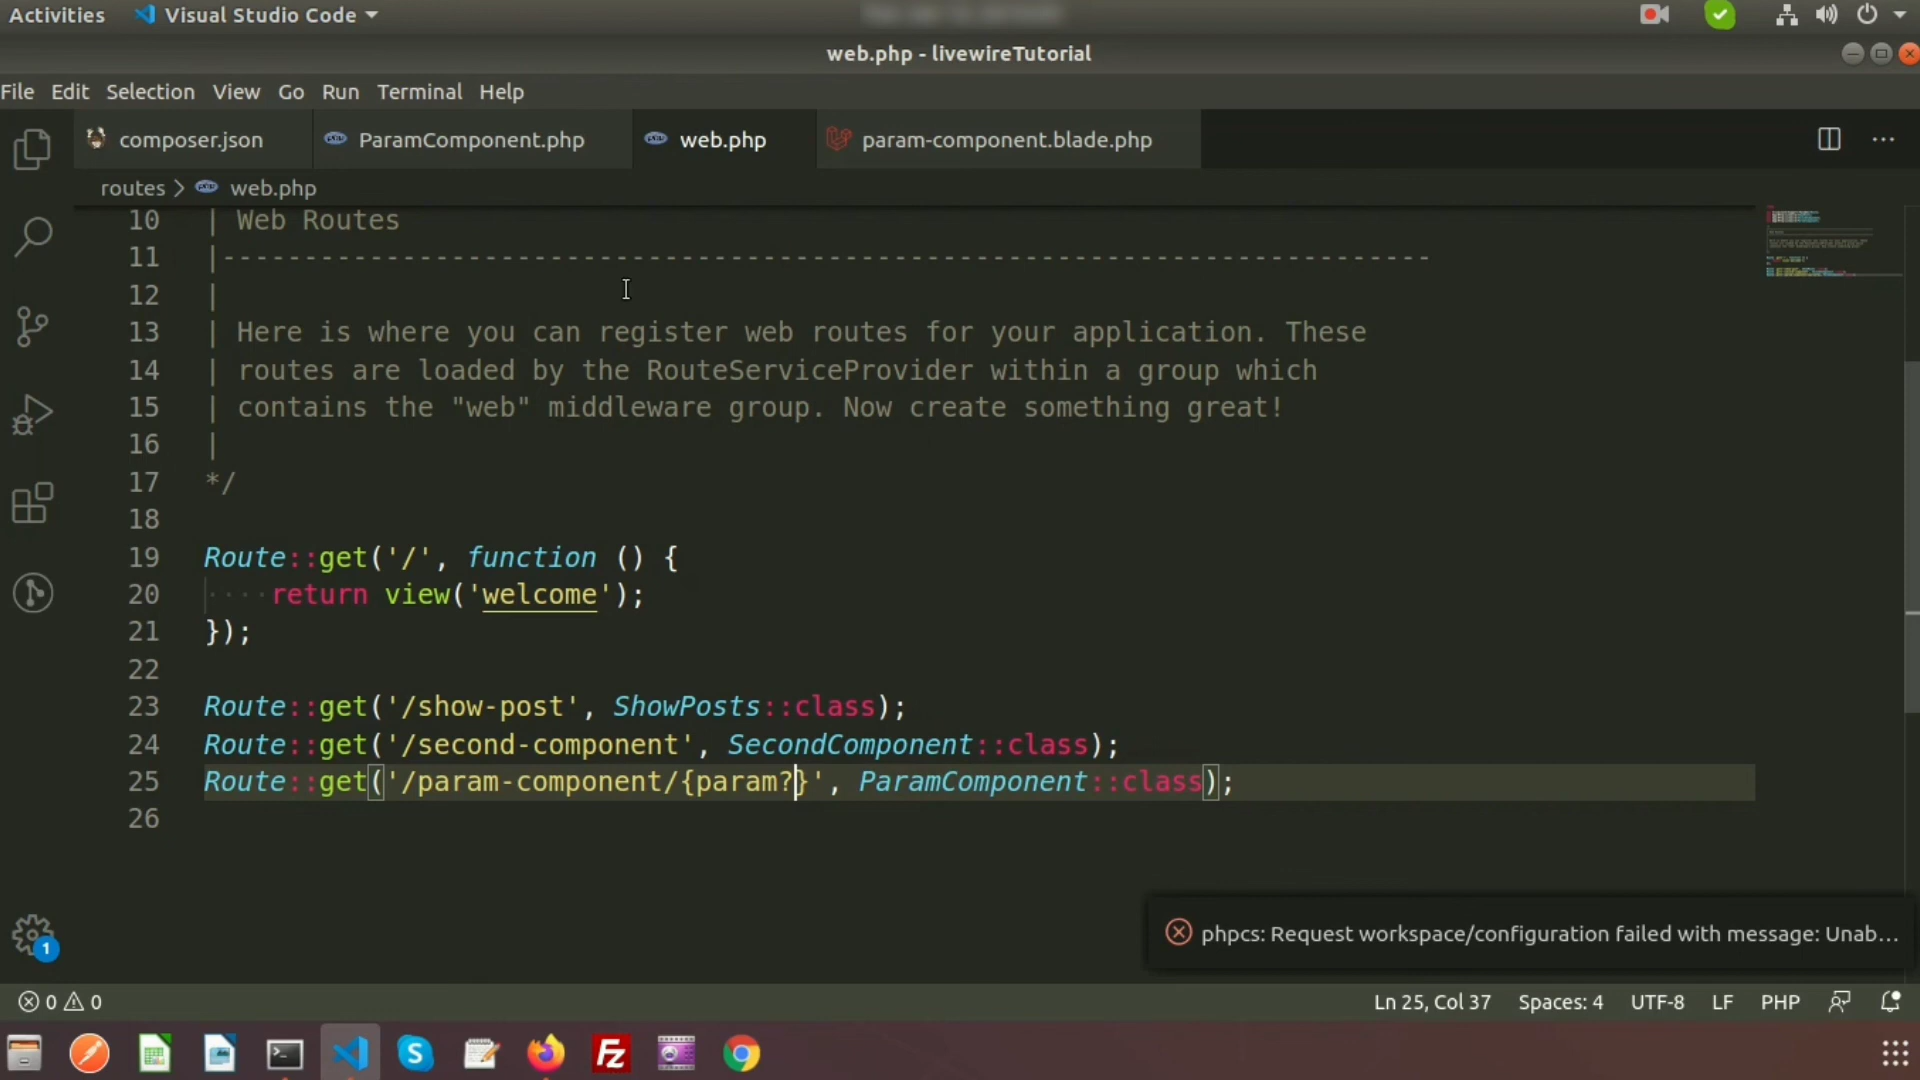 Activities Visual Studio Code
web.php - livewireTutorial
File Edit Selection View Go Run Terminal Help
composer.json ParamComponent.php web.php param-component.blade.php
routes > web.php
10 | Web Routes
11 |--------------------------------------------------------------------------
12 |
13 | Here is where you can register web routes for your application. These
14 | routes are loaded by the RouteServiceProvider within a group which
15 | contains the "web" middleware group. Now create something great!
16 |
17 */
18
19 Route::get('/', function () {
20 ····return view('welcome');
21 });
22
23 Route::get('/show-post', ShowPosts::class);
24 Route::get('/second-component', SecondComponent::class);
25 Route::get('/param-component/{param?}', ParamComponent::class);
26
1
phpcs: Request workspace/configuration failed with message: Unab...
0 0 Ln 25, Col 37 Spaces: 4 UTF-8 LF PHP
S Fz